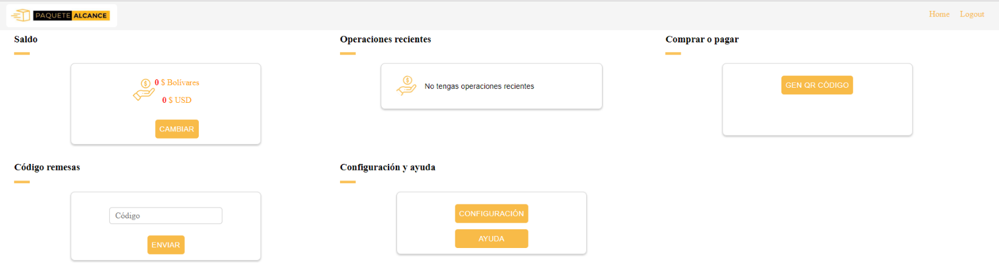 PAQUETE ALCANCE
Home Logout
Saldo
0 $ Bolivares
0 $ USD
CAMBIAR
Operaciones recientes
No tengas operaciones recientes
Comprar o pagar
GEN QR CÓDIGO
Código remesas
Código
ENVIAR
Configuración y ayuda
CONFIGURACIÓN
AYUDA